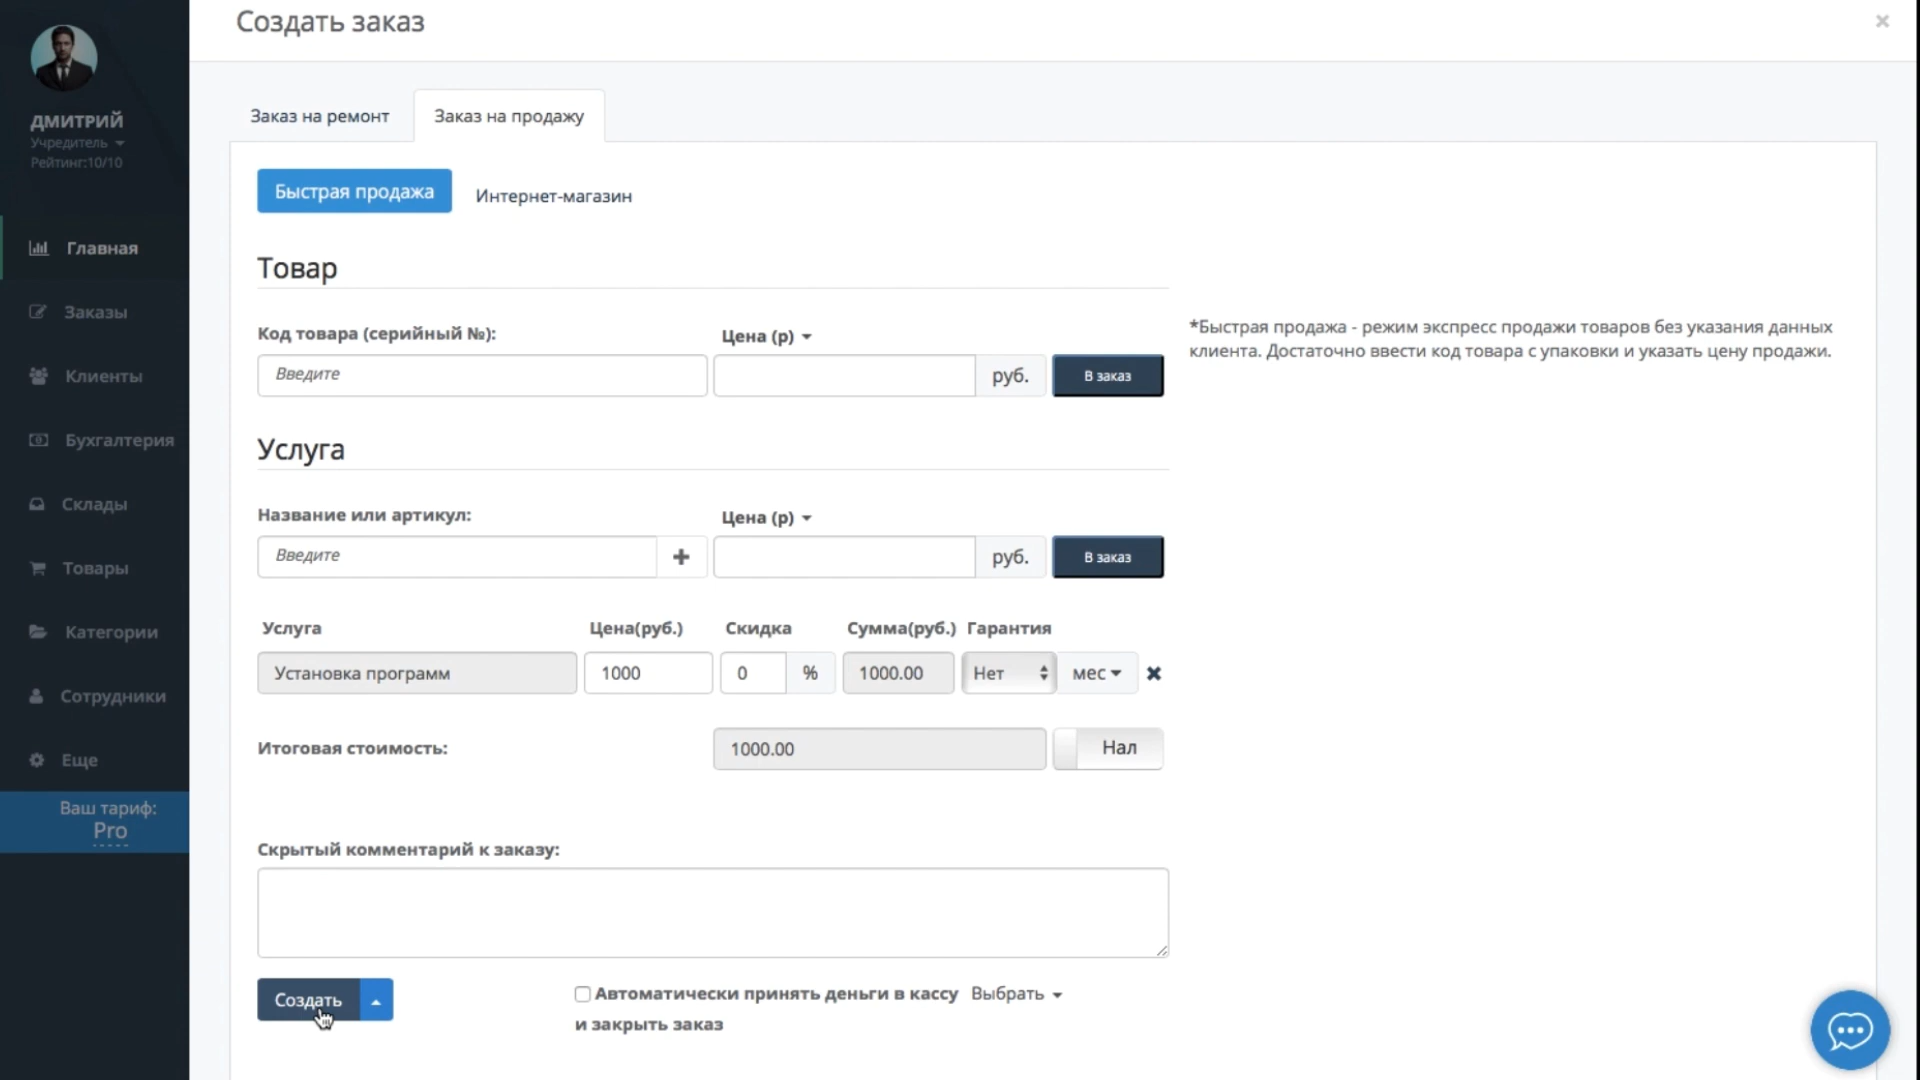 Создать заказ
×
ДМИТРИЙ
Учредитель
Рейтинг:10/10
Главная
Заказы
Клиенты
Бухгалтерия
Склады
Товары
Категории
Сотрудники
Еще
Ваш тариф:
Pro
Заказ на ремонт
Заказ на продажу
Быстрая продажа
Интернет-магазин
Товар
Код товара (серийный №):
Цена (р)
Введите
руб.
В заказ
*Быстрая продажа - режим экспресс продажи товаров без указания данных
клиента. Достаточно ввести код товара с упаковки и указать цену продажи.
Услуга
Название или артикул:
Цена (р)
Введите
руб.
В заказ
Услуга Цена(руб.) Скидка Сумма(руб.) Гарантия
Установка программ 1000 0 % 1000.00 Нет мес
Итоговая стоимость: 1000.00 Нал
Скрытый комментарий к заказу:
Создать
Автоматически принять деньги в кассу Выбрать
и закрыть заказ